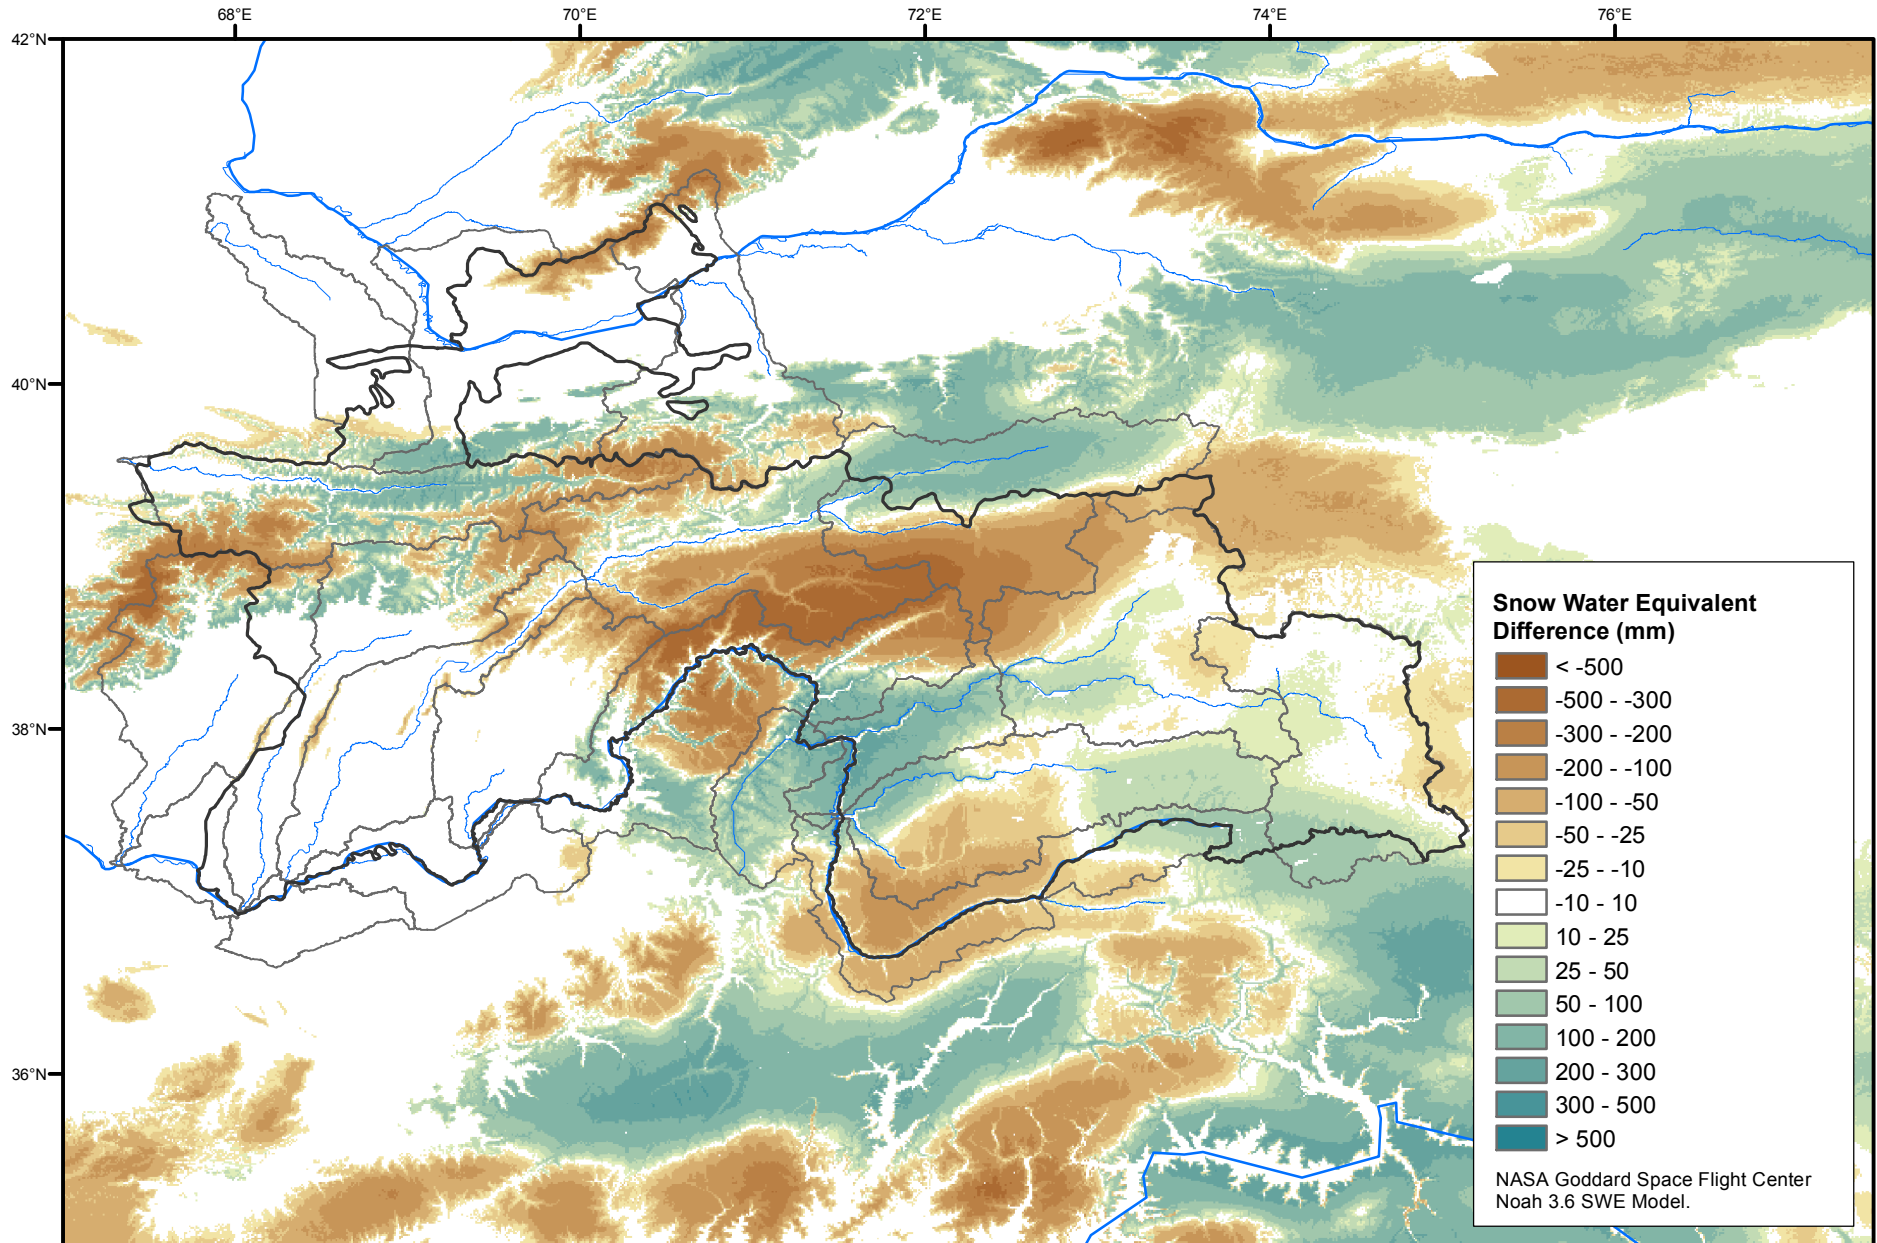 68°E 70°E 72°E 74°E 76°E
42°N
40°N
38°N
36°N
Snow Water Equivalent
Difference (mm)
< -500
-500 - -300
-300 - -200
-200 - -100
-100 - -50
-50 - -25
-25 - -10
-10 - 10
10 - 25
25 - 50
50 - 100
100 - 200
200 - 300
300 - 500
> 500
NASA Goddard Space Flight Center
Noah 3.6 SWE Model.